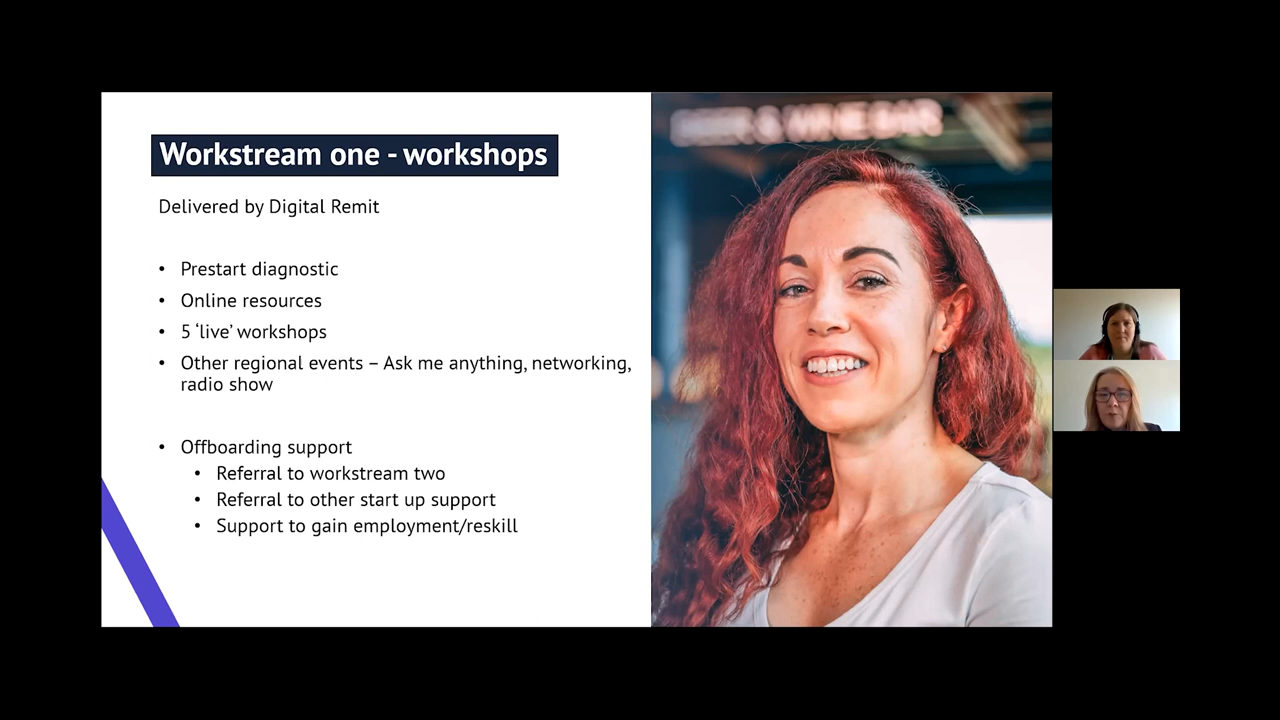 Workstream one - workshops
Delivered by Digital Remit
• Prestart diagnostic
• Online resources
• 5 ‘live’ workshops
• Other regional events – Ask me anything, networking,
radio show
• Offboarding support
• Referral to workstream two
• Referral to other start up support
• Support to gain employment/reskill